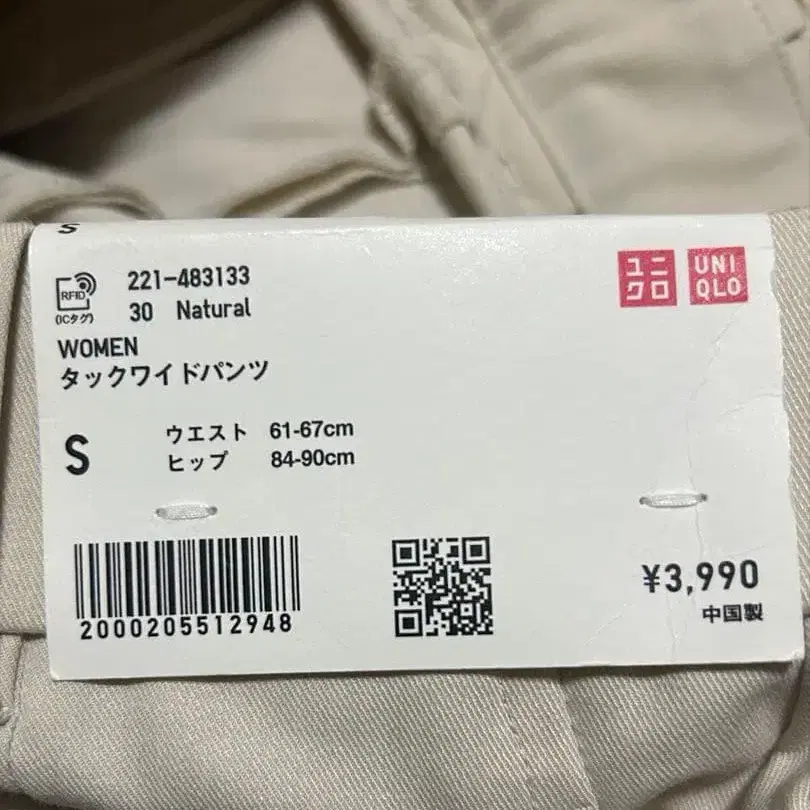 S
RFID
(ICタグ)
221-483133
30 Natural
ユニ
クロ
UNI
QLO
WOMEN
タックワイドパンツ
S
ウエスト 61-67cm
ヒップ 84-90cm
2000205512948
¥3,990
中国製